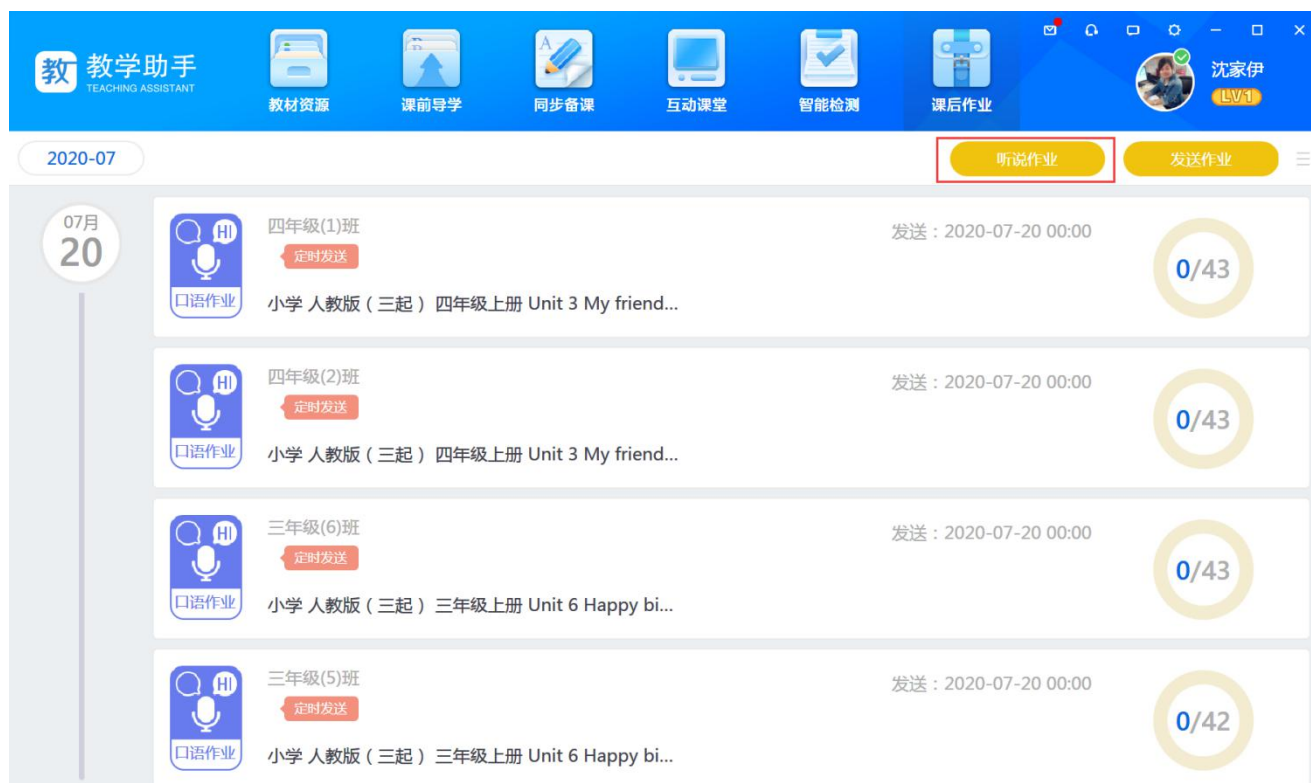 教 教学助手
TEACHING ASSISTANT
教材资源
课前导学
同步备课
互动课堂
智能检测
课后作业
沈家伊
LV1
2020-07
听说作业
发送作业
07月
20
HI
口语作业
四年级(1)班
定时发送
小学 人教版（三起） 四年级上册 Unit 3 My friend...
发送：2020-07-20 00:00
0/43
HI
口语作业
四年级(2)班
定时发送
小学 人教版（三起） 四年级上册 Unit 3 My friend...
发送：2020-07-20 00:00
0/43
HI
口语作业
三年级(6)班
定时发送
小学 人教版（三起） 三年级上册 Unit 6 Happy bi...
发送：2020-07-20 00:00
0/43
HI
口语作业
三年级(5)班
定时发送
小学 人教版（三起） 三年级上册 Unit 6 Happy bi...
发送：2020-07-20 00:00
0/42